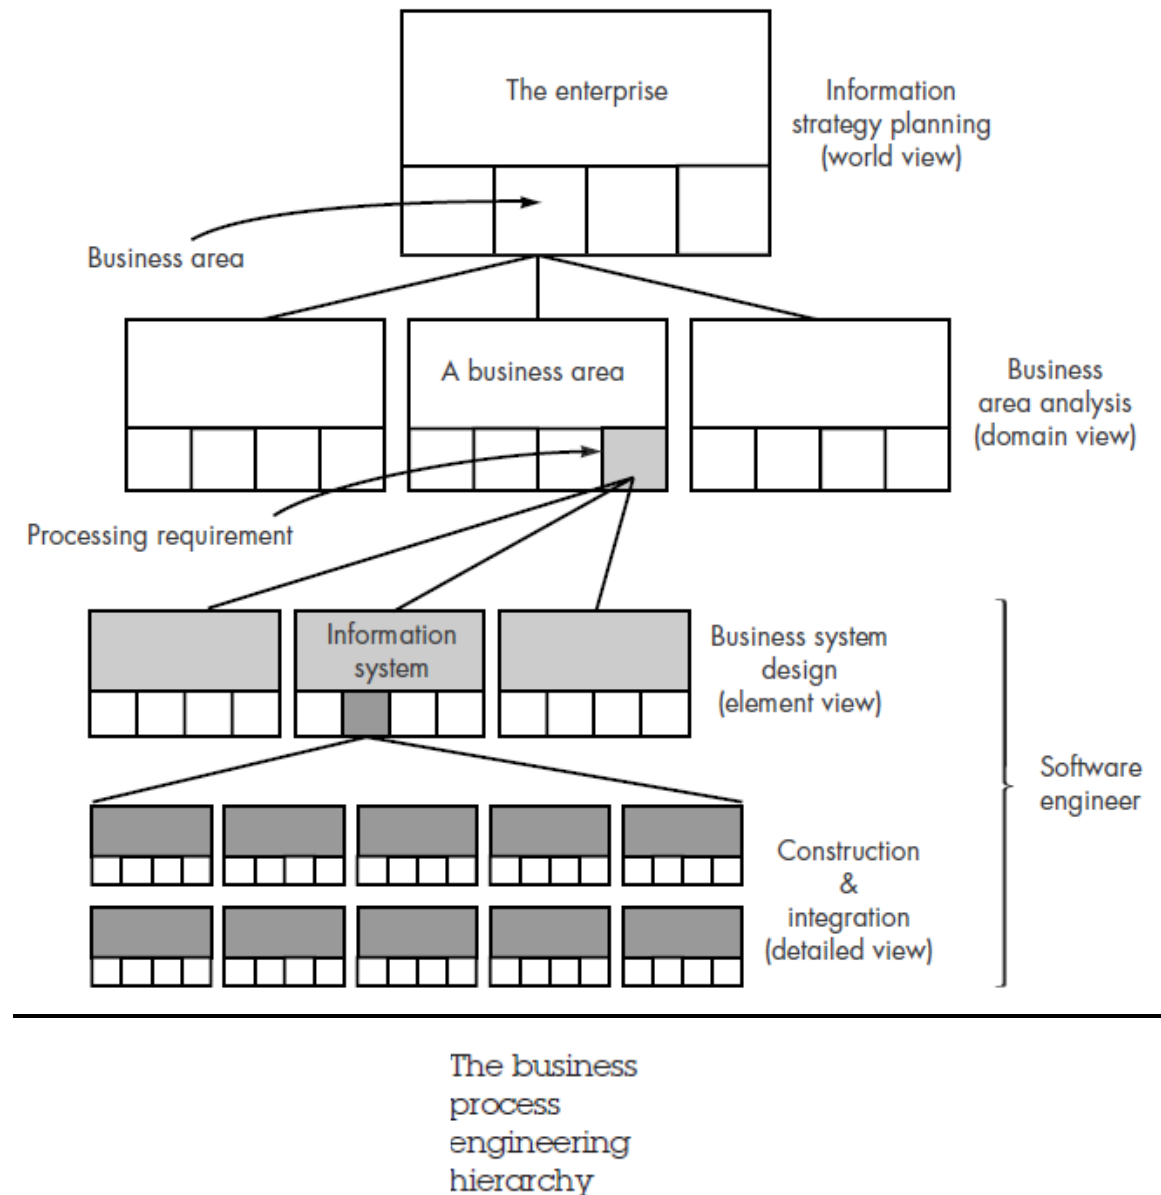 The enterprise
Information
strategy planning
(world view)
Business area
A business area
Business
area analysis
(domain view)
Processing requirement
Information
system
Business system
design
(element view)
Software
engineer
Construction
&
integration
(detailed view)
The business
process
engineering
hierarchy